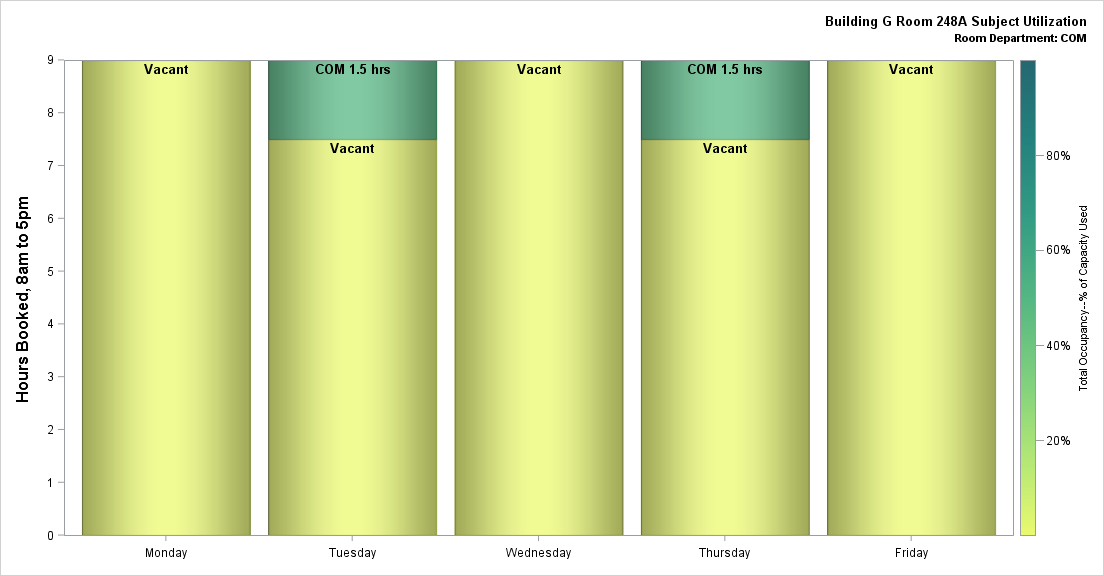 Building G Room 248A Subject Utilization
Room Department: COM
Hours Booked, 8am to 5pm
9
8
7
6
5
4
3
2
1
0
Vacant
COM 1.5 hrs
Vacant
Vacant
COM 1.5 hrs
Vacant
Vacant
Monday
Tuesday
Wednesday
Thursday
Friday
80%
60%
40%
20%
Total Occupancy--% of Capacity Used